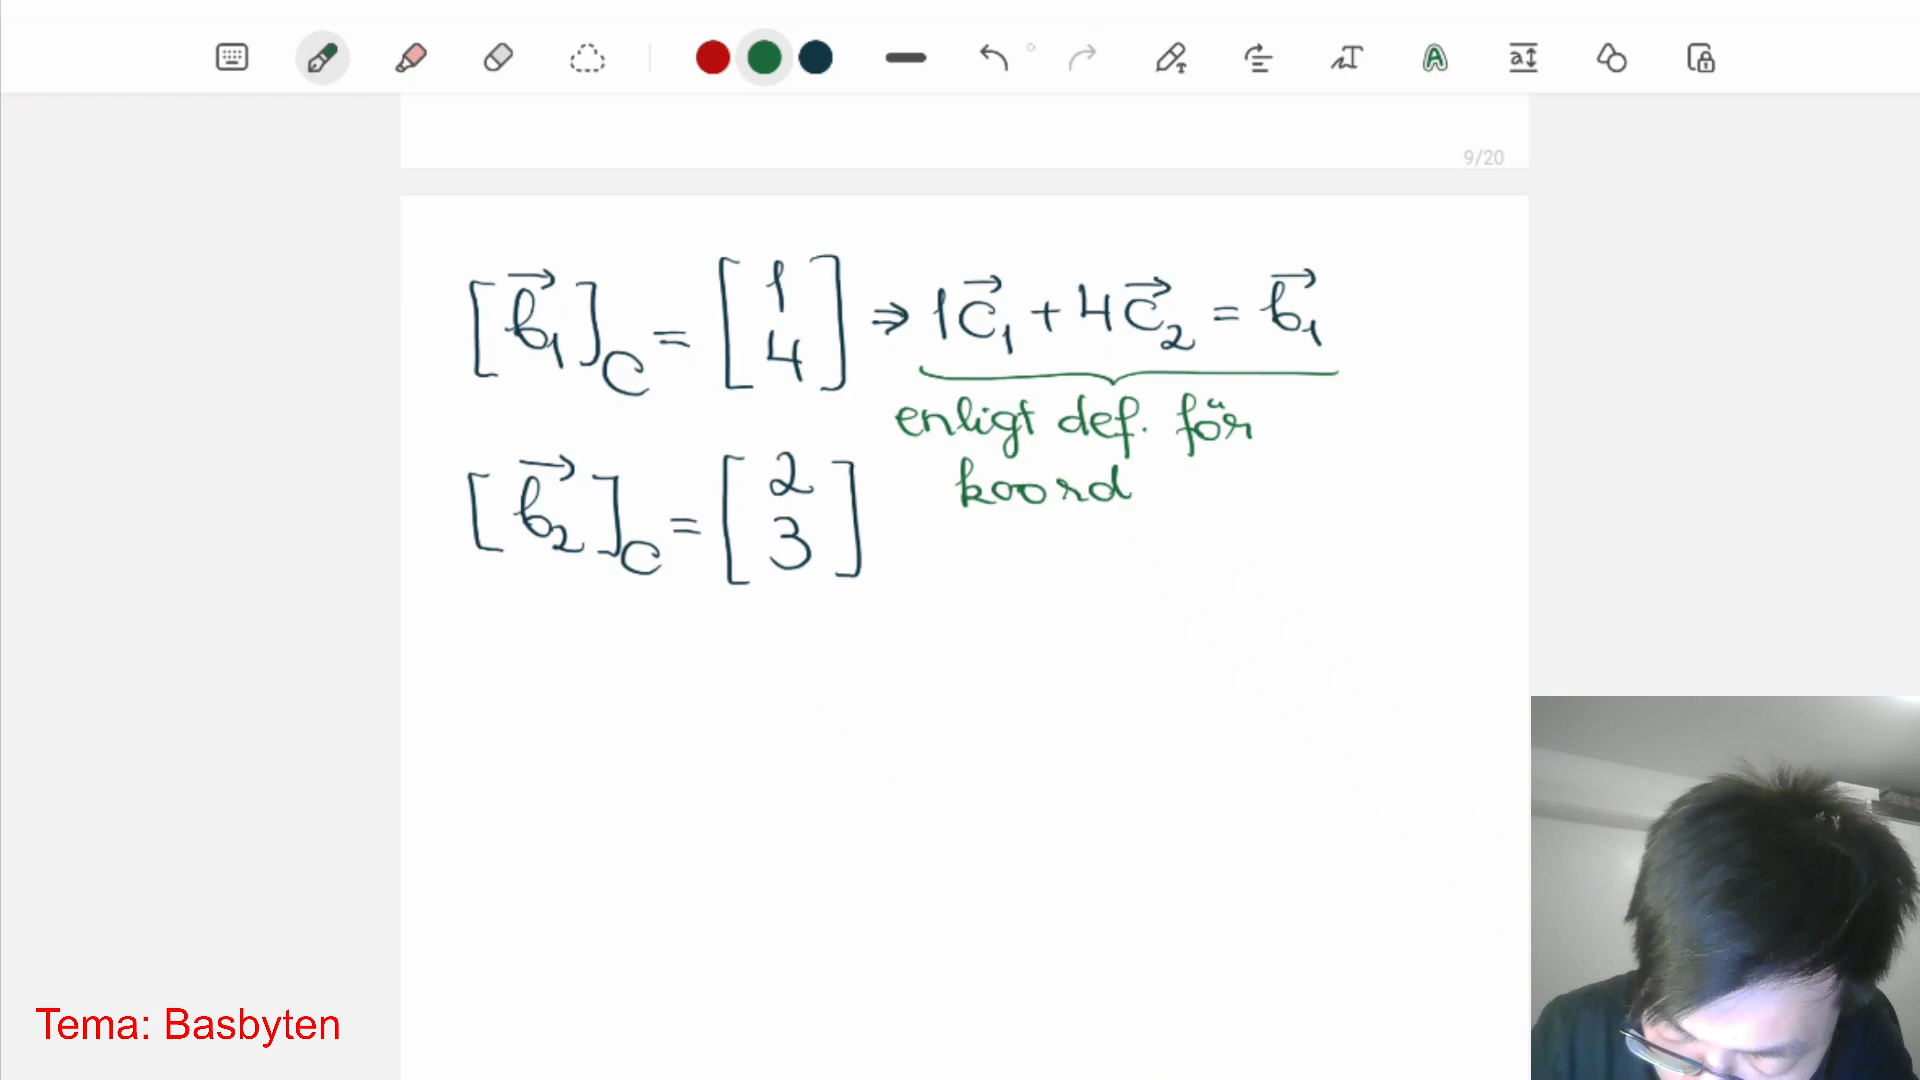 9/20
[b⃗₁]_C = [1 4] ⇒ 1c⃗₁ + 4c⃗₂ = b⃗₁
enligt def. för
koord
[b⃗₂]_C = [2 3]
Tema: Basbyten